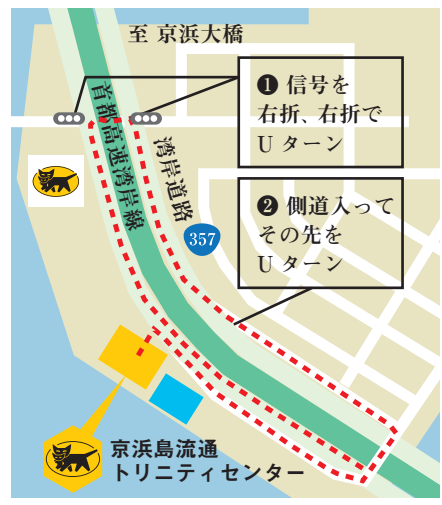 至 京浜大橋
❶ 信号を
右折、右折で
U ターン
首都高速湾岸線
湾岸道路
357
❷ 側道入って
その先を
U ターン
京浜島流通
トリニティセンター